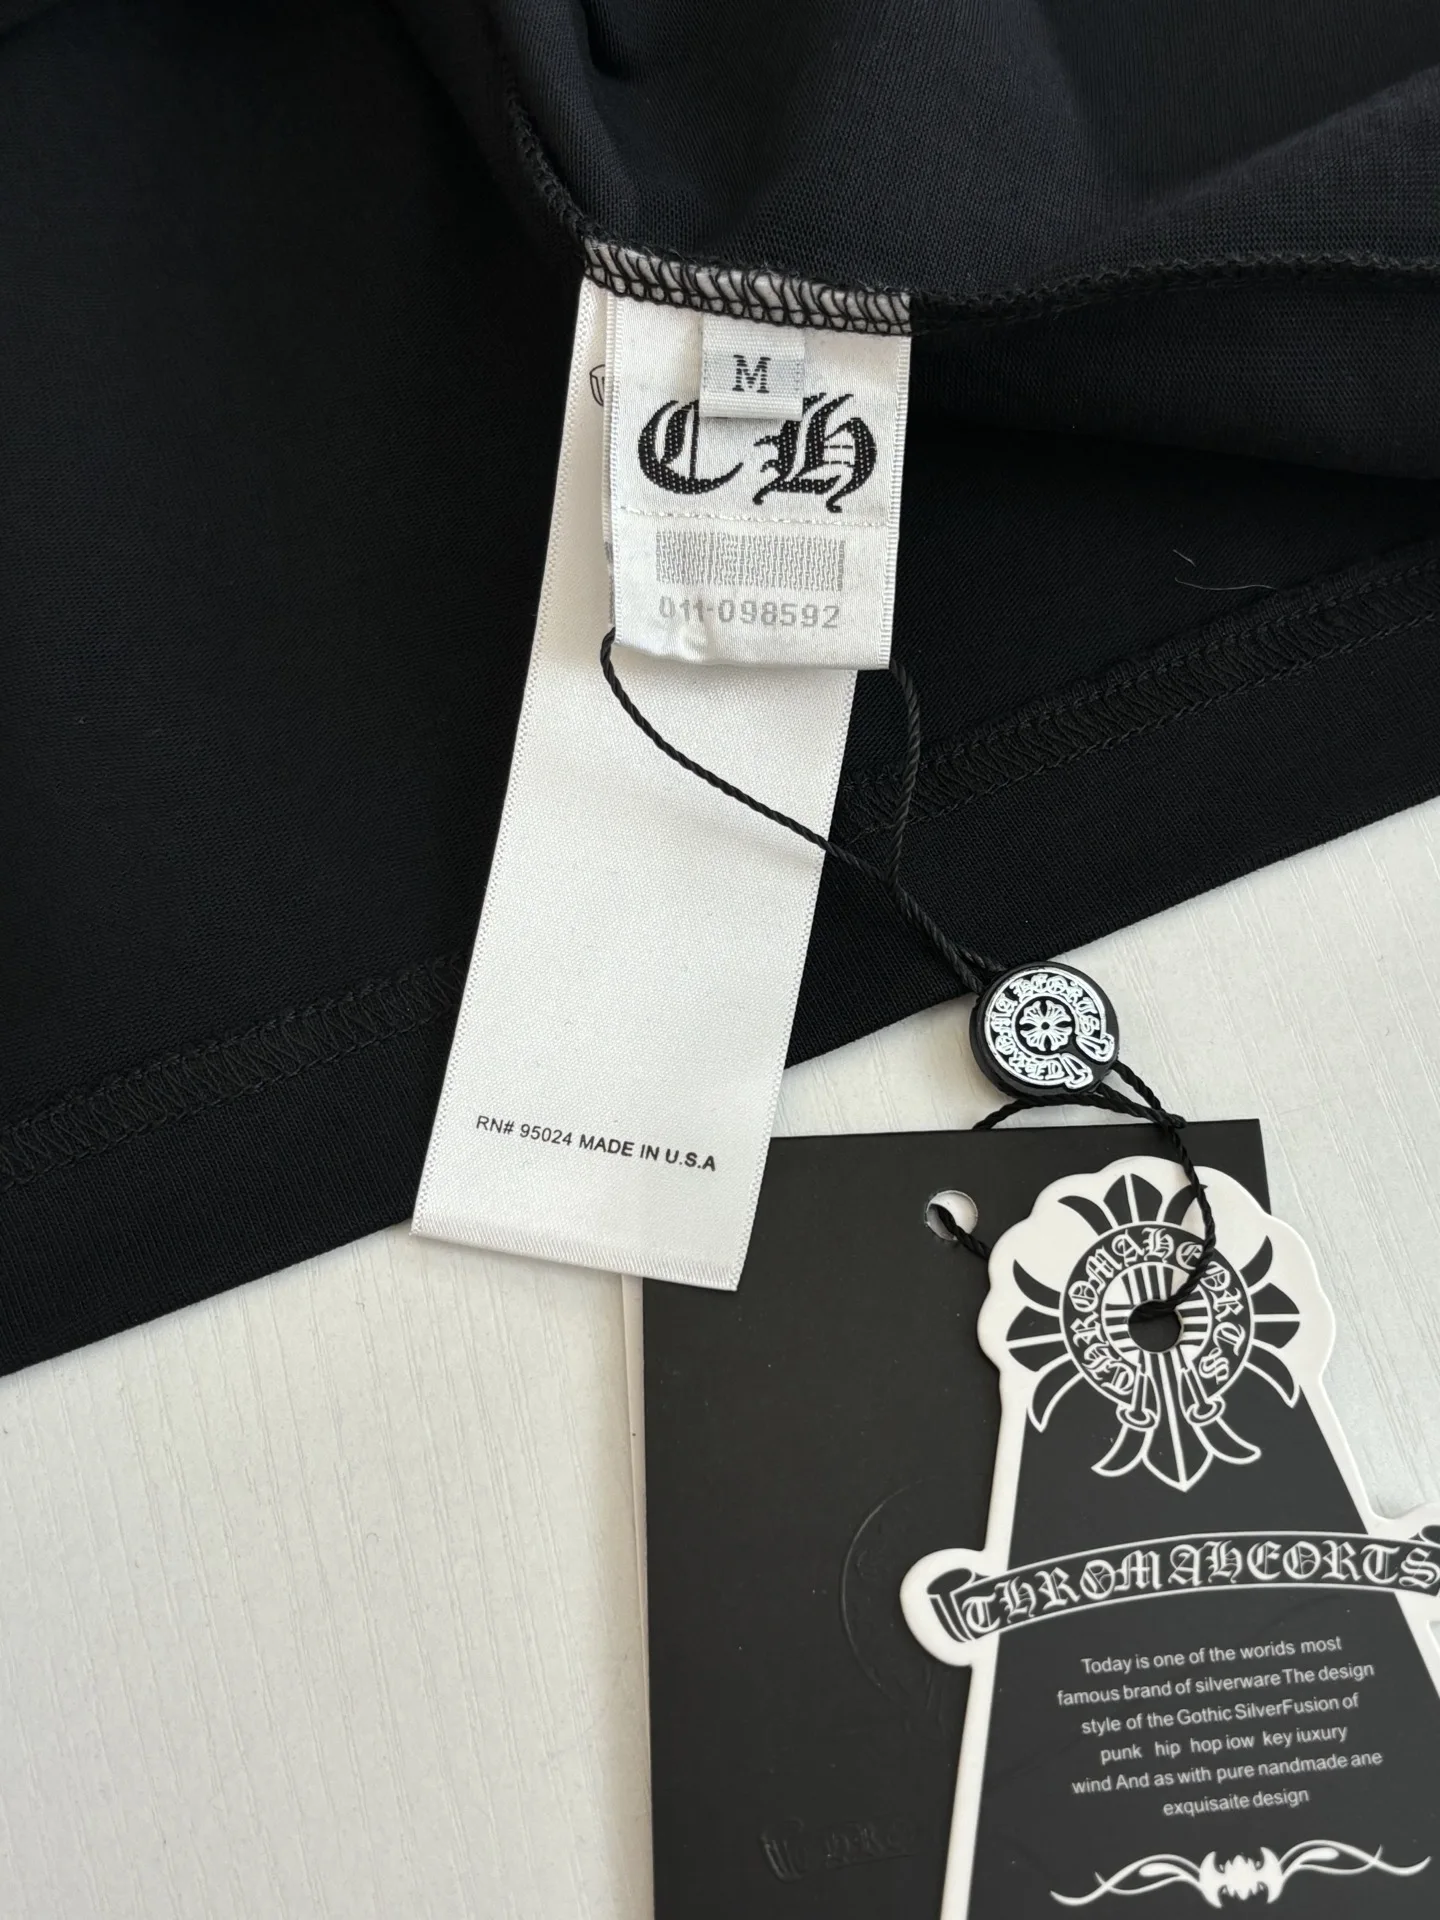 M
CH
011-098592
RN# 95024 MADE IN U.S.A
THROMAHEORTS
THROMAHEORTS
Today is one of the worids most
famous brand of silverware The design
style of the Gothic SilverFusion of
punk hip hop iow key iuxury
wind And as with pure nandmade ane
exquisaite design